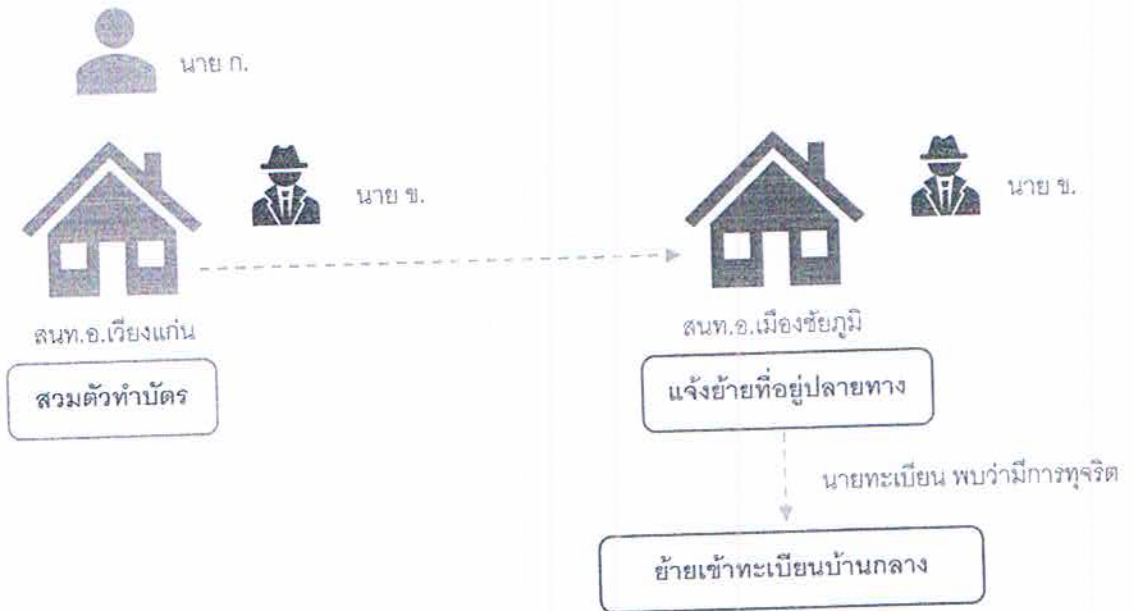 นาย ก.
นาย ข.
นาย ข.
สนท.อ.เวียงแก่น
สนท.อ.เมืองชัยภูมิ
สวมตัวทำบัตร
แจ้งย้ายที่อยู่ปลายทาง
นายทะเบียน พบว่ามีการทุจริต
ย้ายเข้าทะเบียนบ้านกลาง